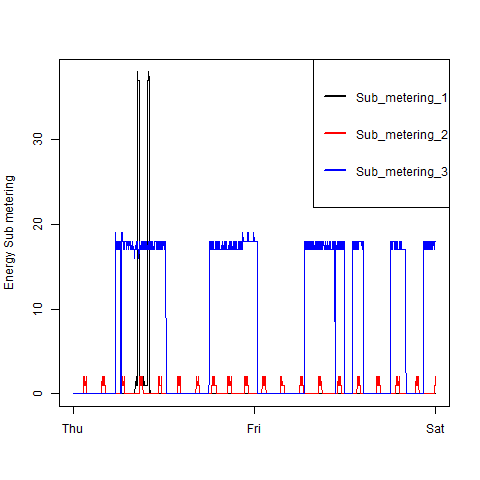 Sub_metering_1
Sub_metering_2
Sub_metering_3
Energy Sub metering
30
20
10
0
Thu
Fri
Sat